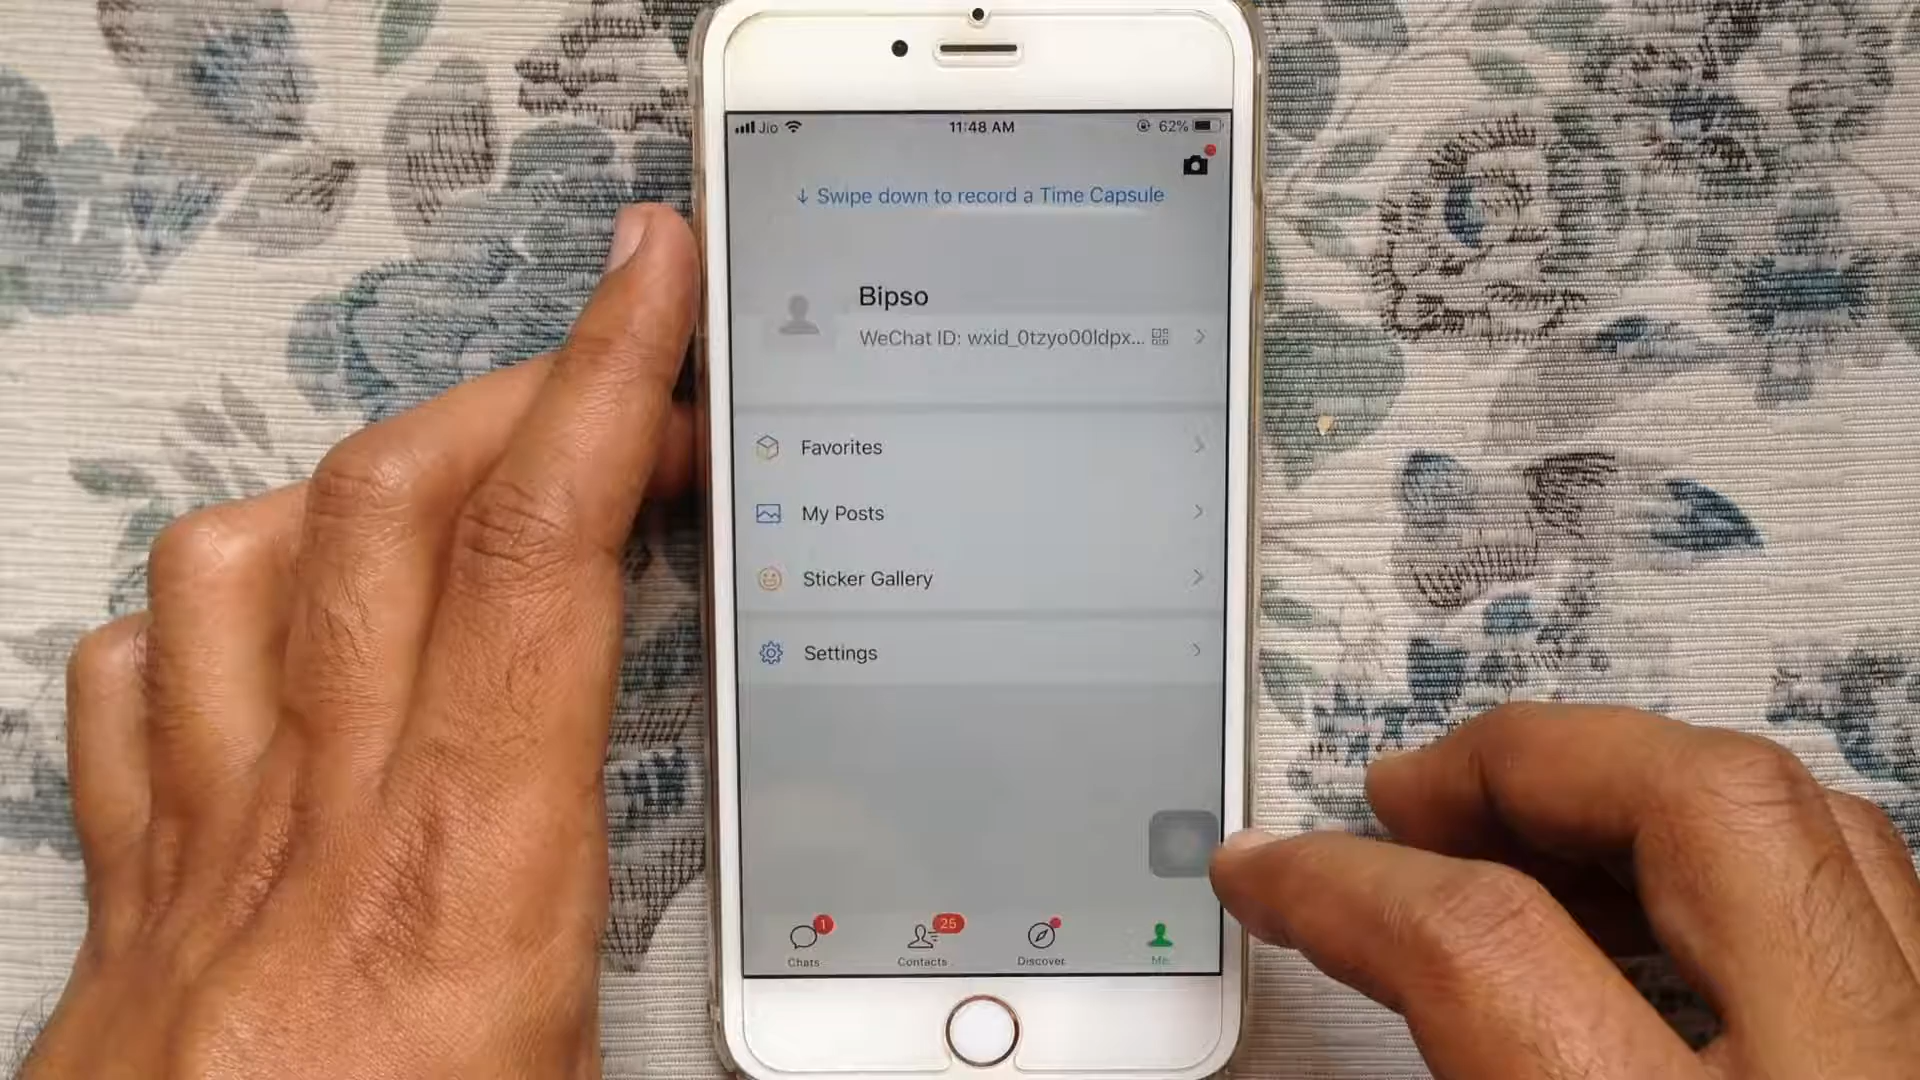 Jio 11:48 AM 62%
↓ Swipe down to record a Time Capsule
Bipso
WeChat ID: wxid_0tzyo00ldpx...
Favorites
My Posts
Sticker Gallery
Settings
1 25
Chats Contacts Discover Me